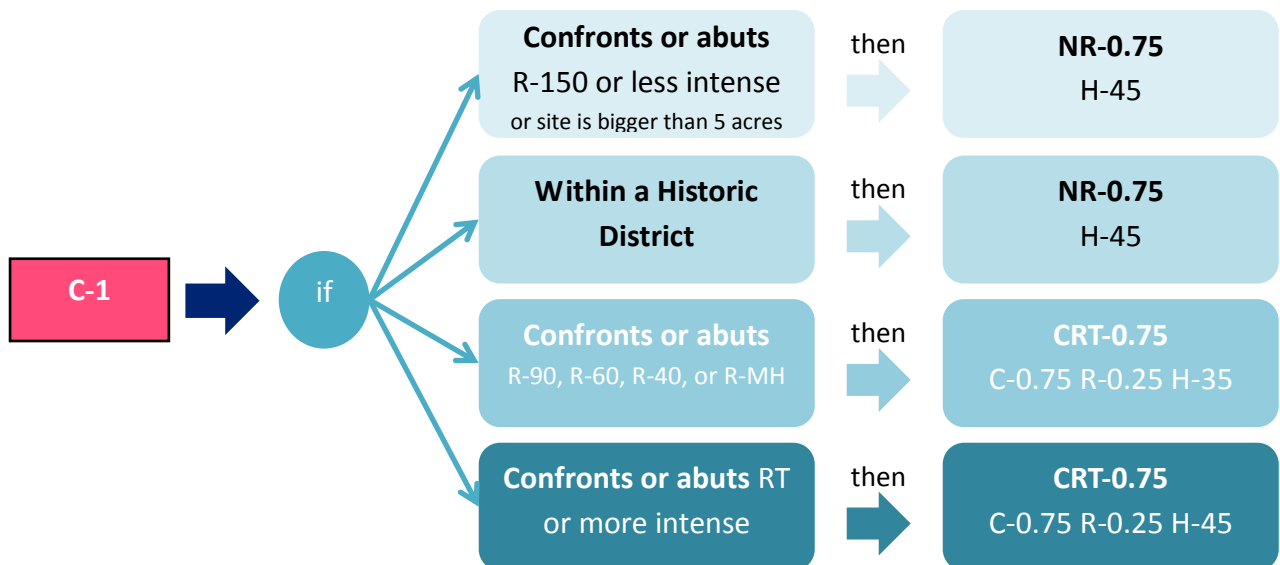 C-1
if
Confronts or abuts
R-150 or less intense
or site is bigger than 5 acres
then
NR-0.75
H-45
Within a Historic
District
then
NR-0.75
H-45
Confronts or abuts
R-90, R-60, R-40, or R-MH
then
CRT-0.75
C-0.75 R-0.25 H-35
Confronts or abuts RT
or more intense
then
CRT-0.75
C-0.75 R-0.25 H-45